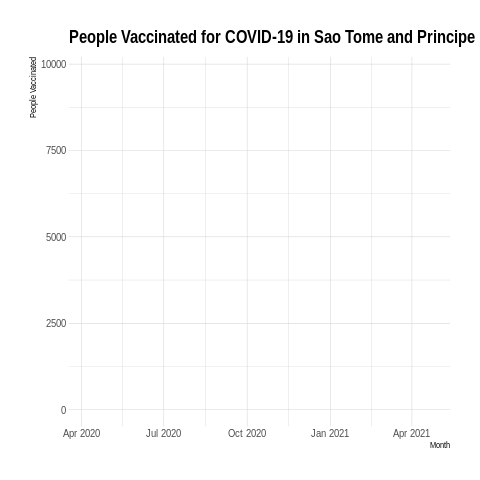 People Vaccinated for COVID-19 in Sao Tome and Principe
People Vaccinated
10000
7500
5000
2500
0
Apr 2020 Jul 2020 Oct 2020 Jan 2021 Apr 2021
Month